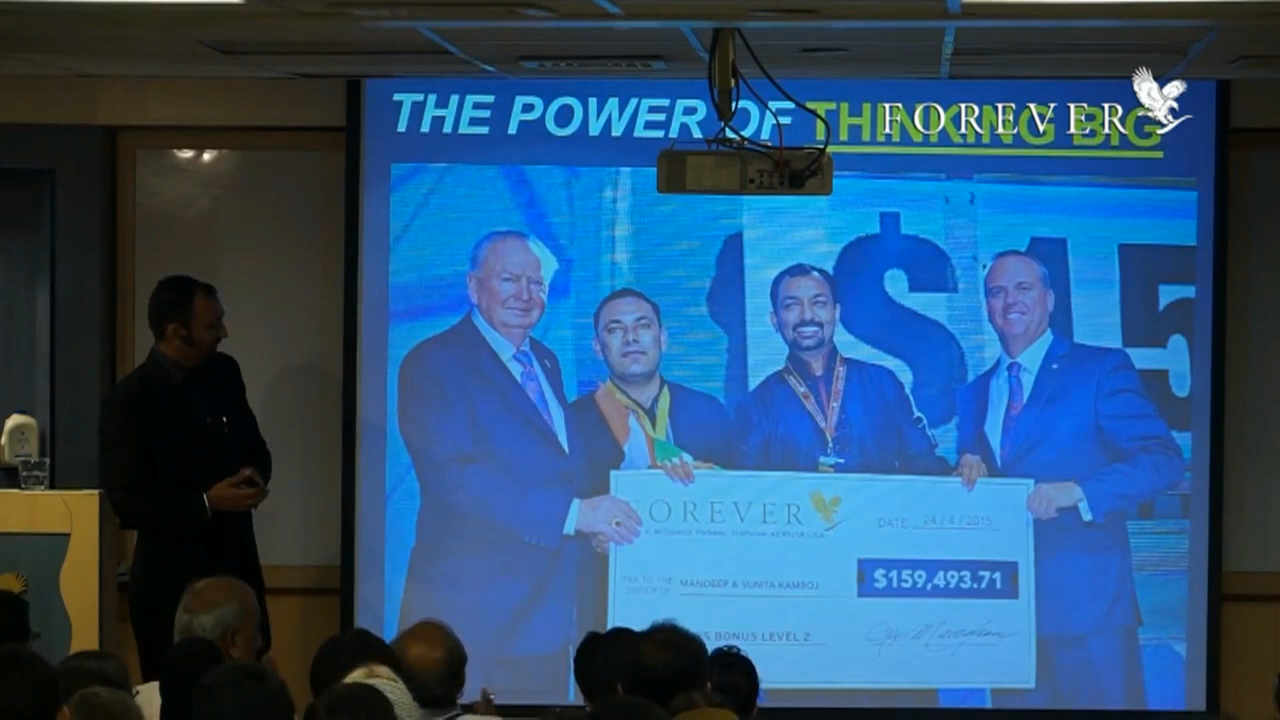 THE POWER OF THINKING BIG
FOREVER
$15
FOREVER
DATE 24/4/2015
PAY TO THE ORDER OF MANDEEP & SUNITA KAMBOJ
$159,493.71
BONUS LEVEL 2